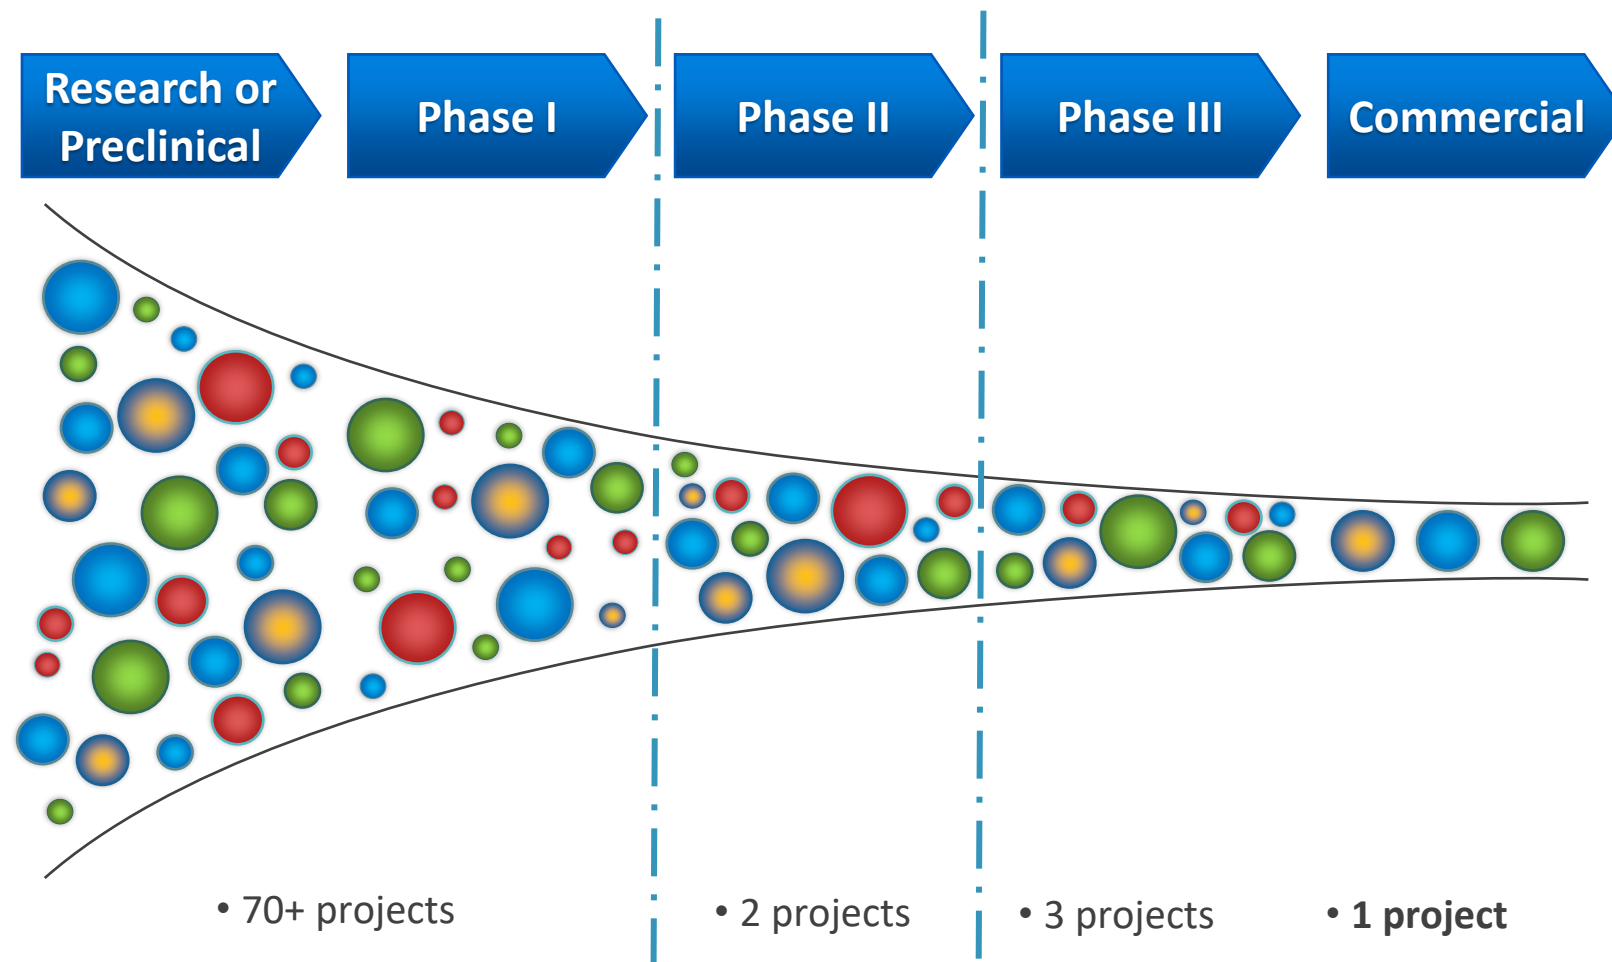 Research or
Preclinical
Phase I
Phase II
Phase III
Commercial
• 70+ projects
• 2 projects
• 3 projects
• 1 project